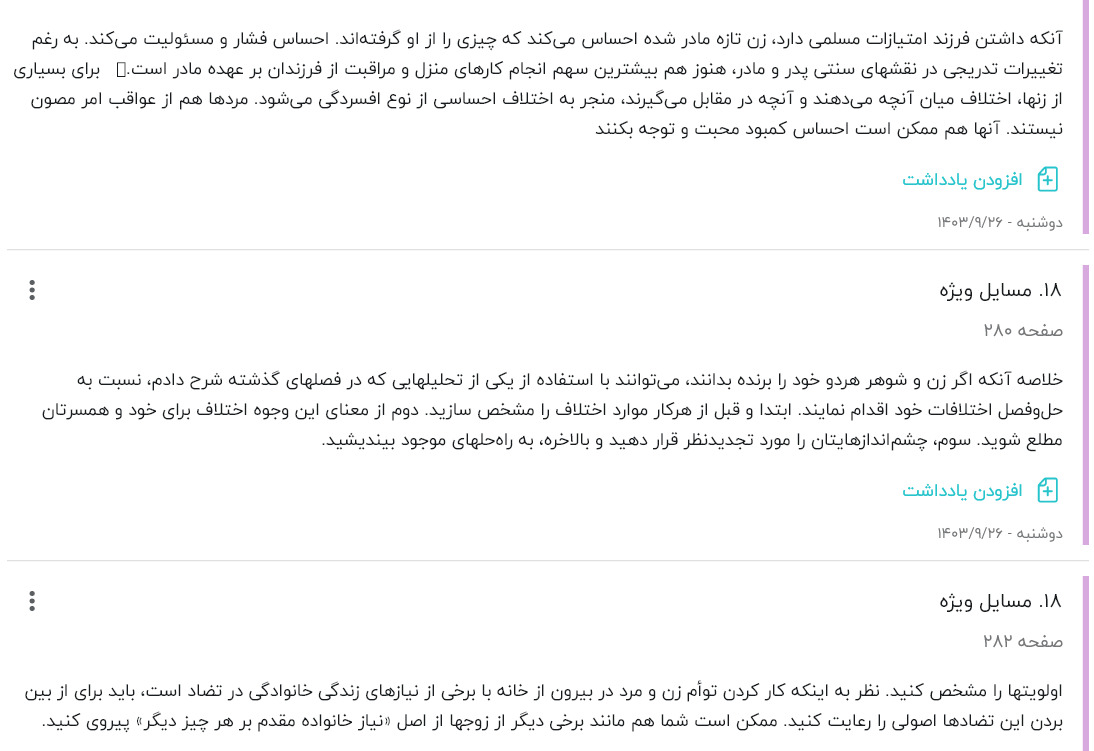 آنکه داشتن فرزند امتیازات مسلمی دارد، زن تازه مادر شده احساس می‌کند که چیزی را از او گرفته‌اند. احساس فشار و مسئولیت می‌کند. به رغم
تغییرات تدریجی در نقشهای سنتی پدر و مادر، هنوز هم بیشترین سهم انجام کارهای منزل و مراقبت از فرزندان بر عهده مادر است. برای بسیاری
از زنها، اختلاف میان آنچه می‌دهند و آنچه در مقابل می‌گیرند، منجر به اختلاف احساسی از نوع افسردگی می‌شود. مردها هم از عواقب امر مصون
نیستند. آنها هم ممکن است احساس کمبود محبت و توجه بکنند
افزودن یادداشت
دوشنبه - ۱۴۰۳/۹/۲۶
۱۸. مسایل ویژه
صفحه ۲۸۰
خلاصه آنکه اگر زن و شوهر هردو خود را برنده بدانند، می‌توانند با استفاده از یکی از تحلیلهایی که در فصلهای گذشته شرح دادم، نسبت به
حل‌وفصل اختلافات خود اقدام نمایند. ابتدا و قبل از هرکار موارد اختلاف را مشخص سازید. دوم از معنای این وجوه اختلاف برای خود و همسرتان
مطلع شوید. سوم، چشم‌اندازهایتان را مورد تجدیدنظر قرار دهید و بالاخره، به راه‌حلهای موجود بیندیشید.
افزودن یادداشت
دوشنبه - ۱۴۰۳/۹/۲۶
۱۸. مسایل ویژه
صفحه ۲۸۲
اولویتها را مشخص کنید. نظر به اینکه کار کردن توأم زن و مرد در بیرون از خانه با برخی از نیازهای زندگی خانوادگی در تضاد است، باید برای از بین
بردن این تضادها اصولی را رعایت کنید. ممکن است شما هم مانند برخی دیگر از زوجها از اصل «نیاز خانواده مقدم بر هر چیز دیگر» پیروی کنید.